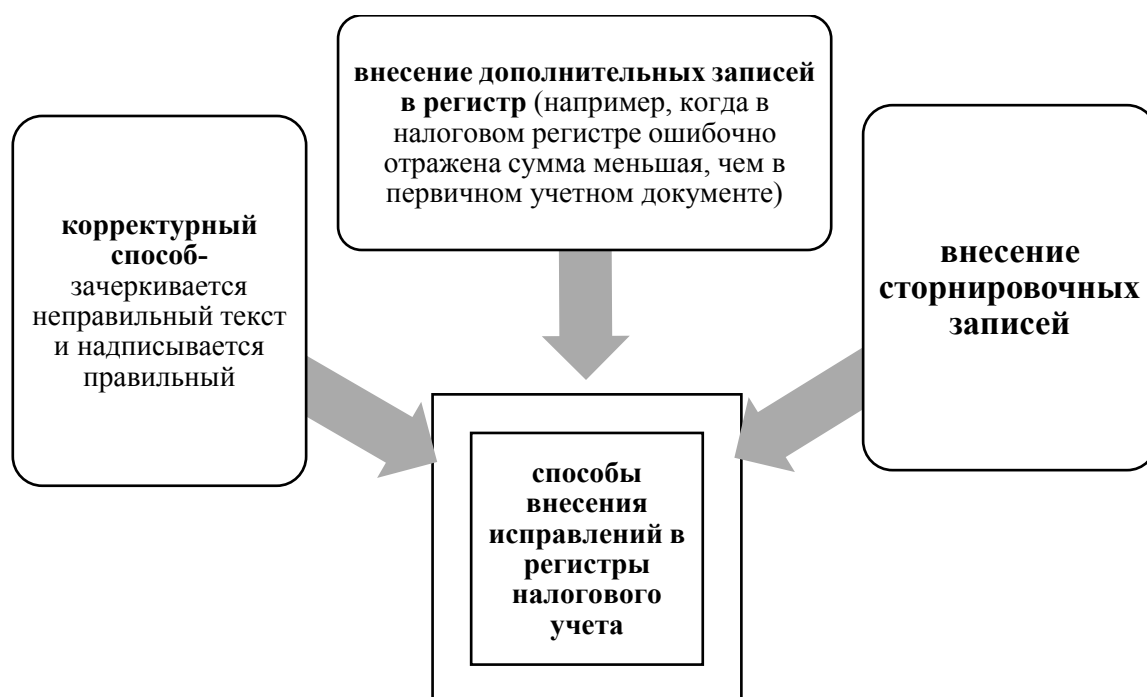 внесение дополнительных записей
в регистр (например, когда в
налоговом регистре ошибочно
отражена сумма меньшая, чем в
первичном учетном документе)
корректурный
способ-
зачеркивается
неправильный текст
и надписывается
правильный
внесение
сторнировочных
записей
способы
внесения
исправлений в
регистры
налогового
учета